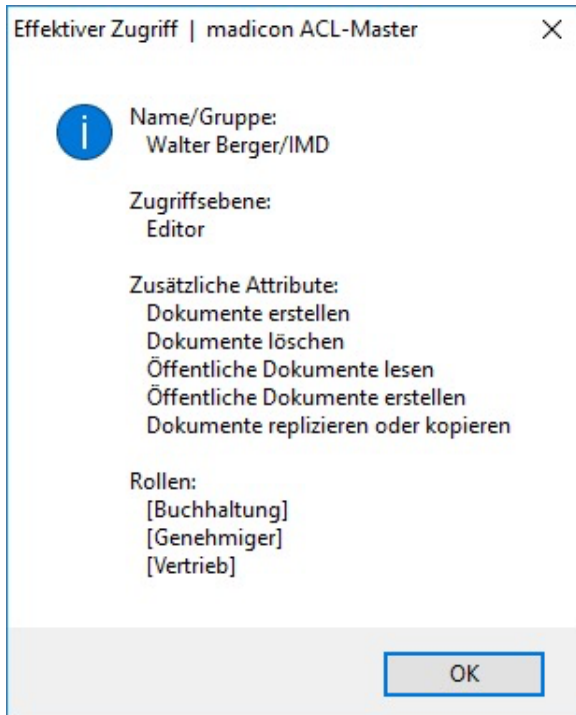 Effektiver Zugriff | madicon ACL-Master
Name/Gruppe:
Walter Berger/IMD
Zugriffsebene:
Editor
Zusätzliche Attribute:
Dokumente erstellen
Dokumente löschen
Öffentliche Dokumente lesen
Öffentliche Dokumente erstellen
Dokumente replizieren oder kopieren
Rollen:
[Buchhaltung]
[Genehmiger]
[Vertrieb]
OK